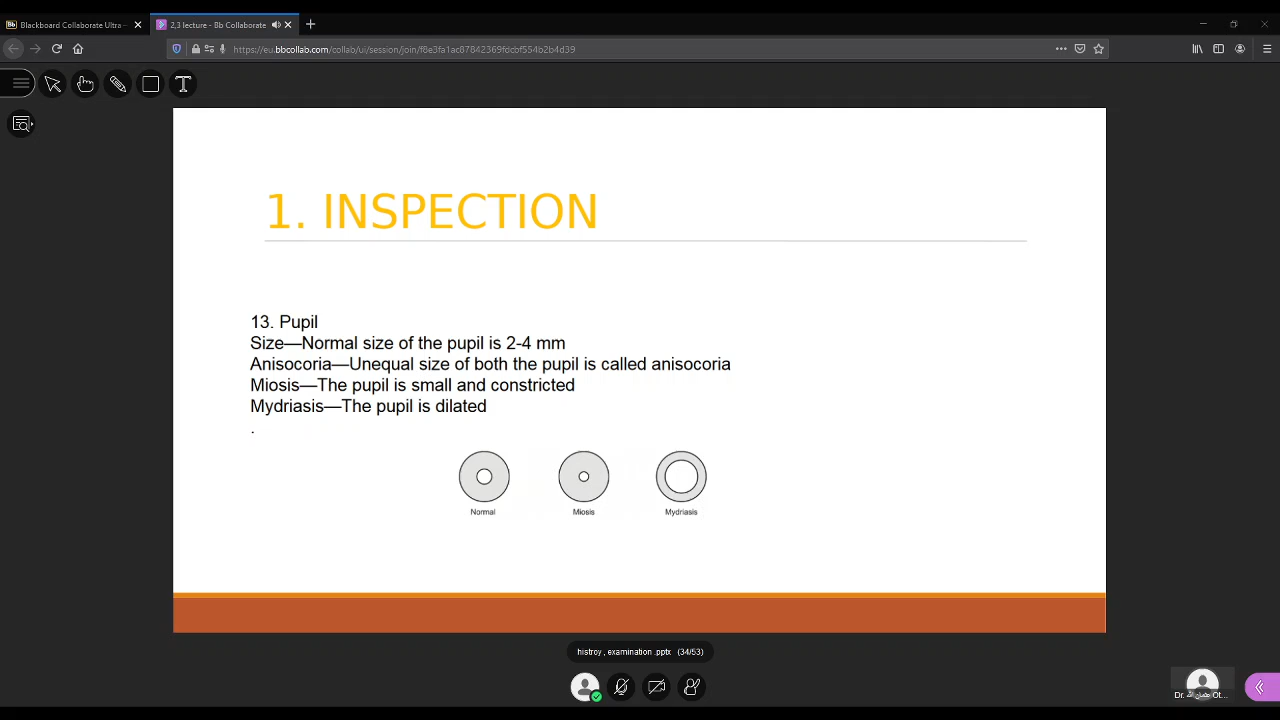 Blackboard Collaborate Ultra –
2,3 lecture - Bb Collaborate
https://eu.bbcollab.com/collab/ui/session/join/f8e3fa1ac87842369fdcbf554b2b4d39
1. INSPECTION
13. Pupil
Size—Normal size of the pupil is 2-4 mm
Anisocoria—Unequal size of both the pupil is called anisocoria
Miosis—The pupil is small and constricted
Mydriasis—The pupil is dilated
.
Normal Miosis Mydriasis
histroy , examination .pptx (34/53)
Dr.